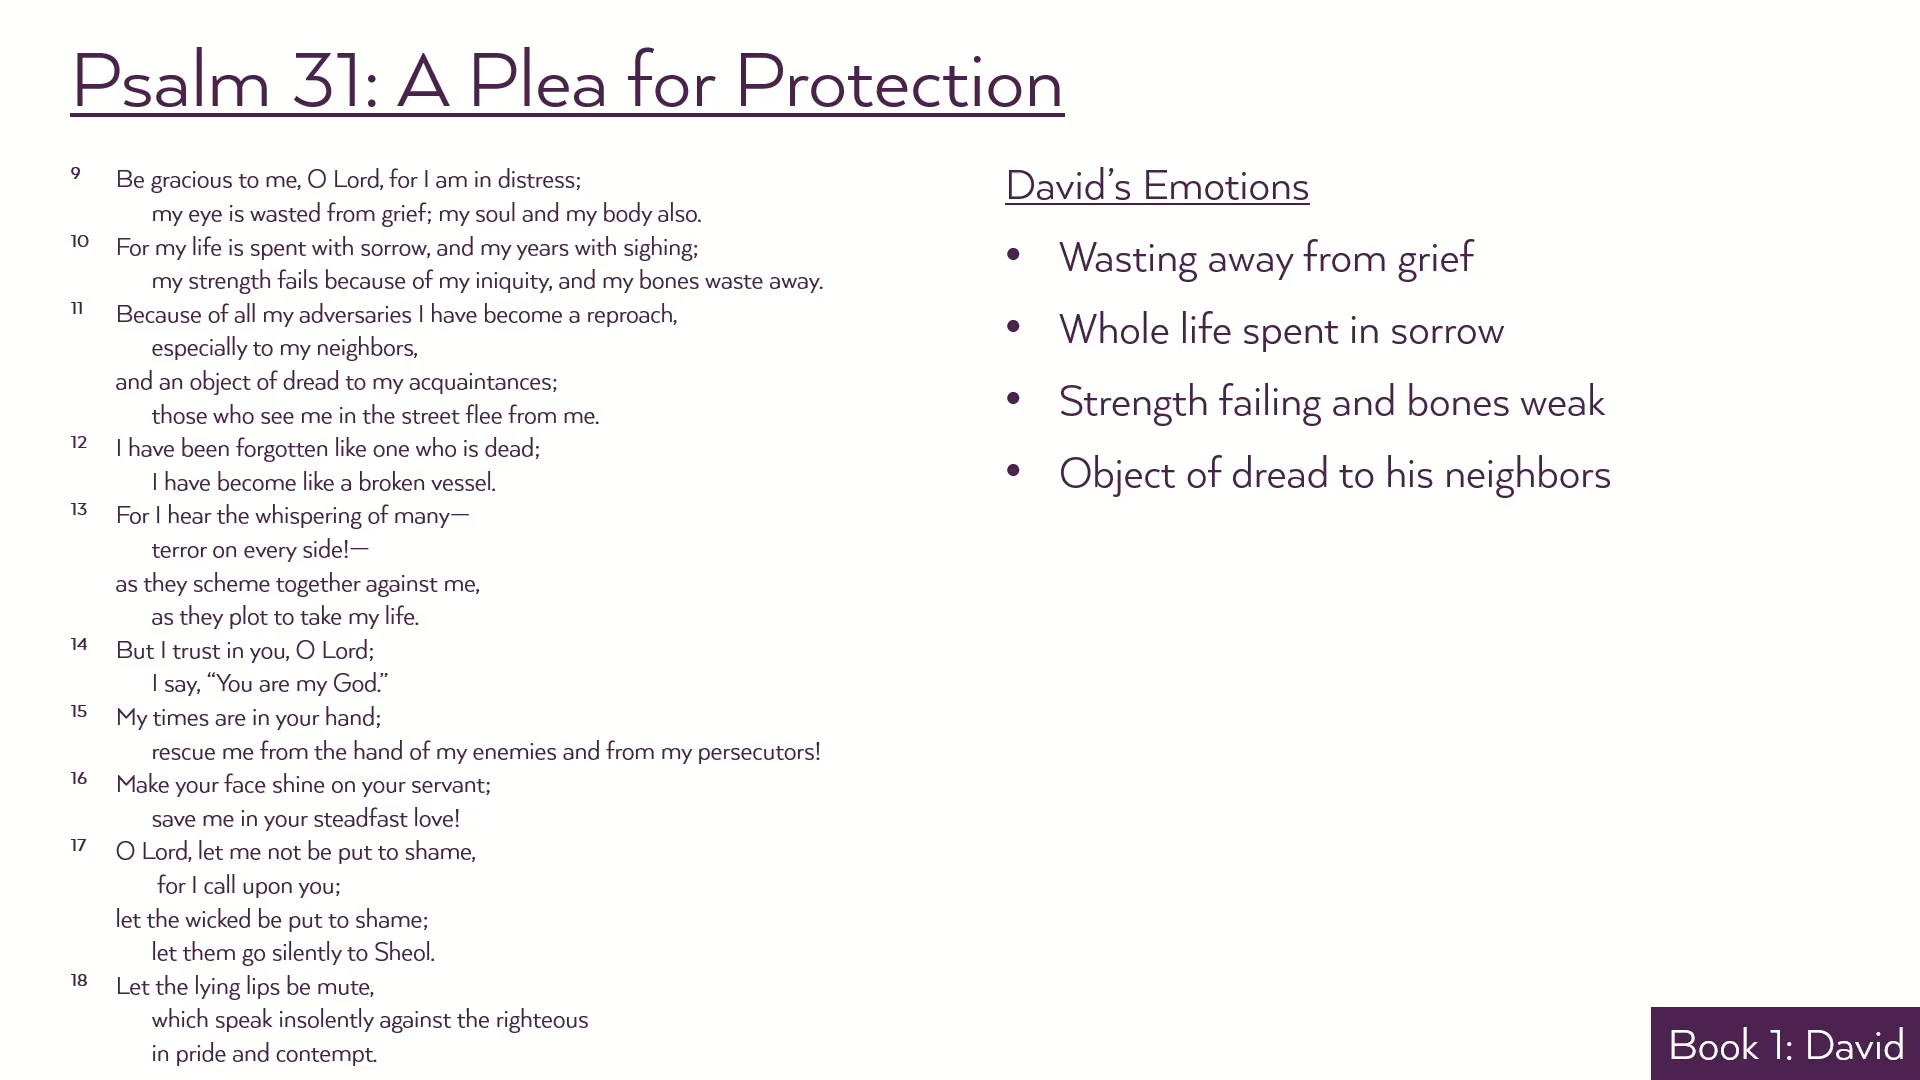 Psalm 31: A Plea for Protection
9 Be gracious to me, O Lord, for I am in distress;
my eye is wasted from grief; my soul and my body also.
10 For my life is spent with sorrow, and my years with sighing;
my strength fails because of my iniquity, and my bones waste away.
11 Because of all my adversaries I have become a reproach,
especially to my neighbors,
and an object of dread to my acquaintances;
those who see me in the street flee from me.
12 I have been forgotten like one who is dead;
I have become like a broken vessel.
13 For I hear the whispering of many—
terror on every side!—
as they scheme together against me,
as they plot to take my life.
14 But I trust in you, O Lord;
I say, “You are my God.”
15 My times are in your hand;
rescue me from the hand of my enemies and from my persecutors!
16 Make your face shine on your servant;
save me in your steadfast love!
17 O Lord, let me not be put to shame,
for I call upon you;
let the wicked be put to shame;
let them go silently to Sheol.
18 Let the lying lips be mute,
which speak insolently against the righteous
in pride and contempt.
David’s Emotions
• Wasting away from grief
• Whole life spent in sorrow
• Strength failing and bones weak
• Object of dread to his neighbors
Book 1: David